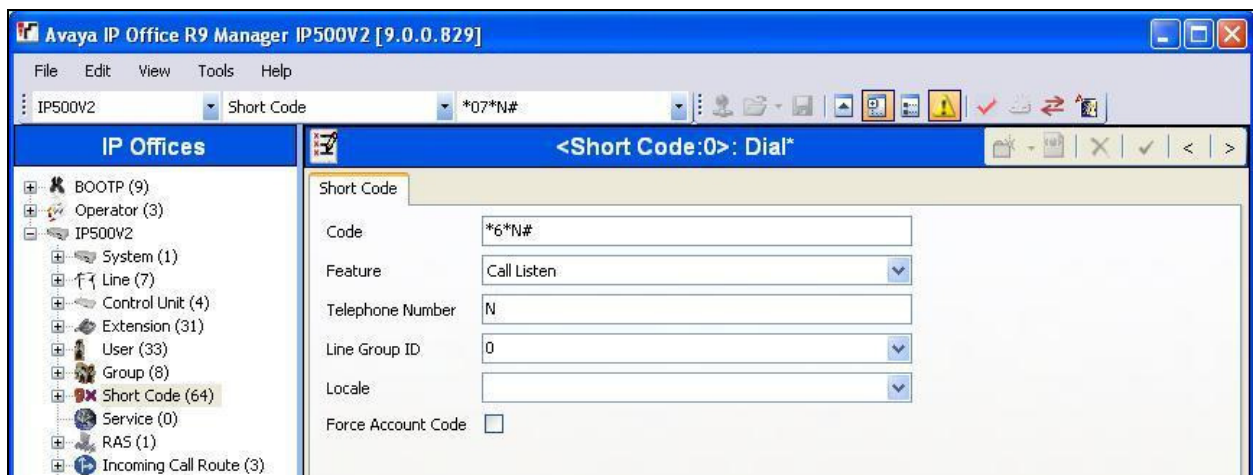 Avaya IP Office R9 Manager IP500V2 [9.0.0.829]
File Edit View Tools Help
IP500V2 Short Code *07*N#
IP Offices
<Short Code:0>: Dial*
BOOTP (9)
Operator (3)
IP500V2
System (1)
Line (7)
Control Unit (4)
Extension (31)
User (33)
Group (8)
Short Code (64)
Service (0)
RAS (1)
Incoming Call Route (3)
Short Code
Code *6*N#
Feature Call Listen
Telephone Number N
Line Group ID 0
Locale
Force Account Code